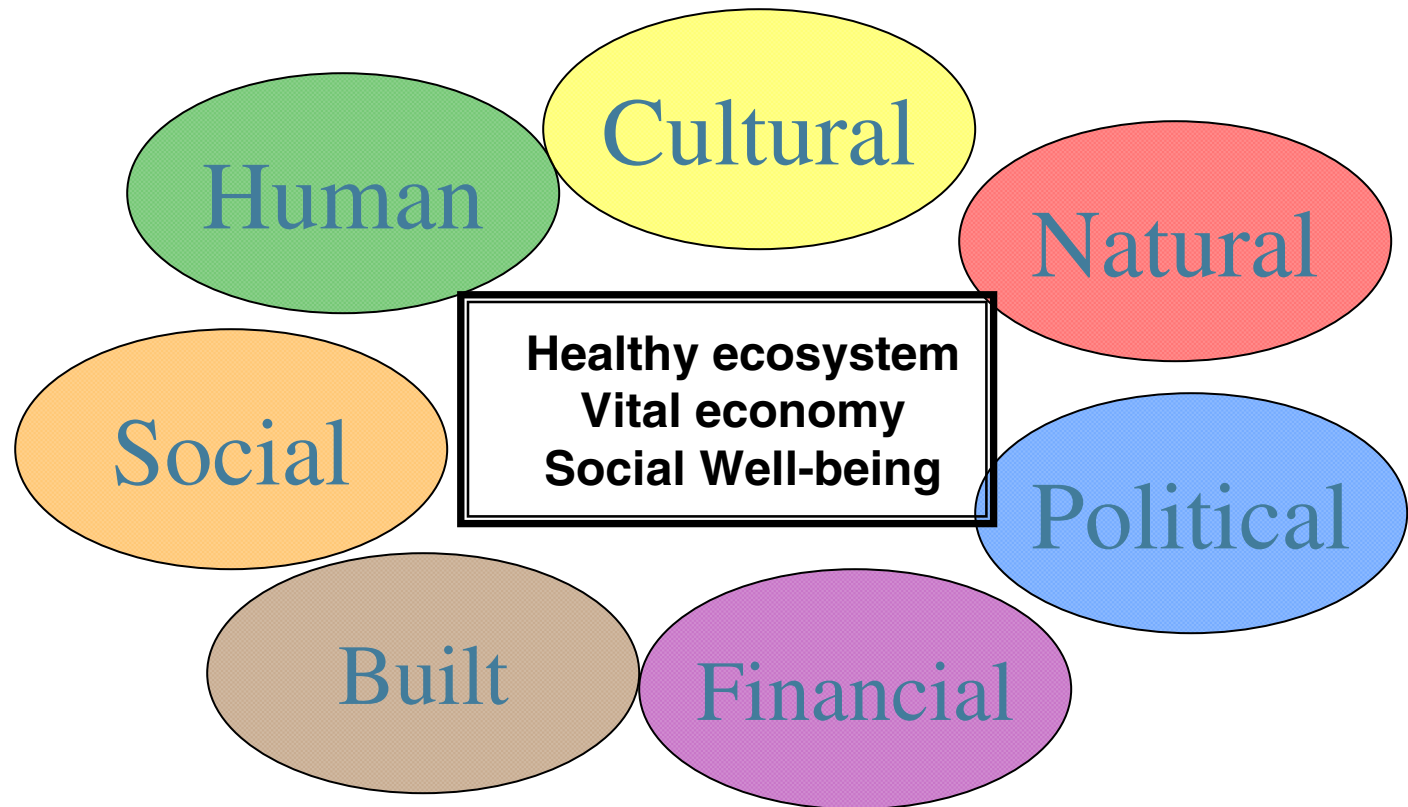 Cultural
Human
Natural
Healthy ecosystem
Vital economy
Social Well-being
Social
Political
Built
Financial